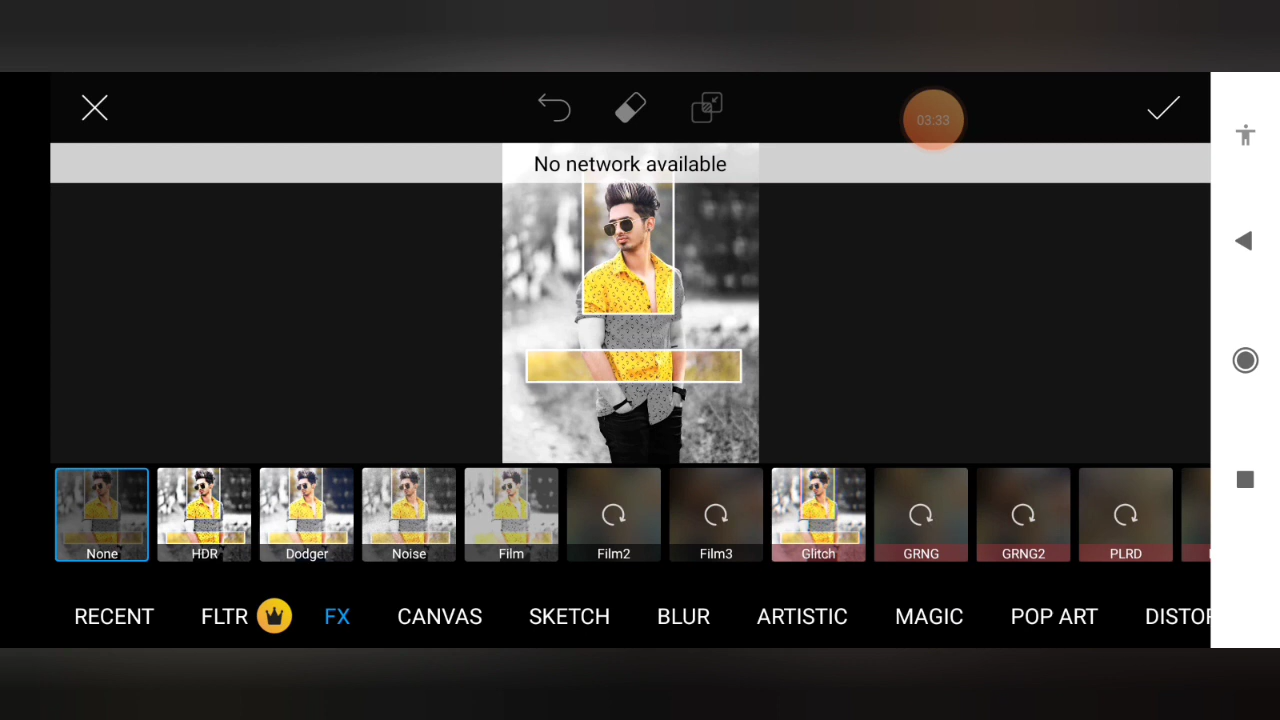 03:33
No network available
None HDR Dodger Noise Film Film2 Film3 Glitch GRNG GRNG2 PLRD
RECENT FLTR FX CANVAS SKETCH BLUR ARTISTIC MAGIC POP ART DISTOR